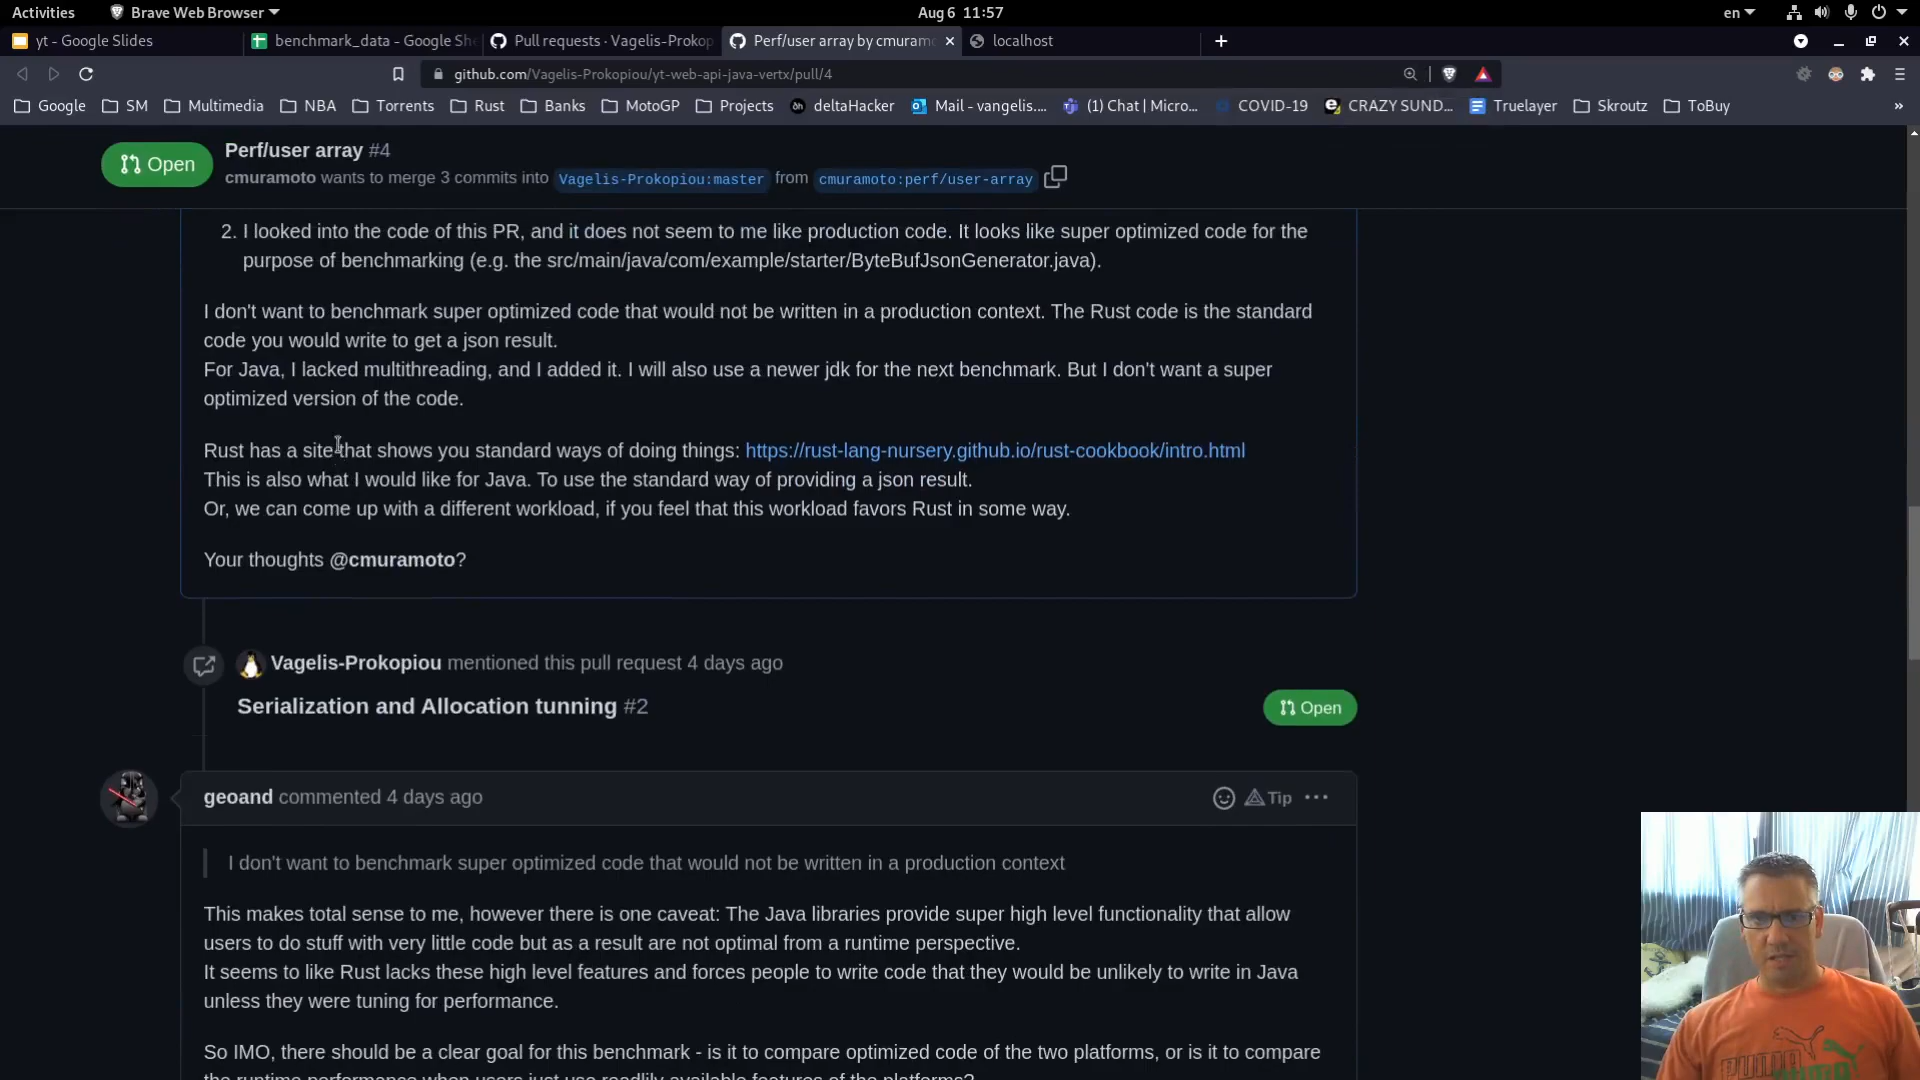 Activities Brave Web Browser Aug 6 11:57 en
yt - Google Slides benchmark_data - Google She Pull requests · Vagelis-Prokop Perf/user array by cmuramo localhost
github.com/Vagelis-Prokopiou/yt-web-api-java-vertx/pull/4
Google SM Multimedia NBA Torrents Rust Banks MotoGP Projects deltaHacker Mail - vangelis.... (1) Chat | Micro... COVID-19 CRAZY SUND... Truelayer Skroutz ToBuy »
Open Perf/user array #4
cmuramoto wants to merge 3 commits into Vagelis-Prokopiou:master from cmuramoto:perf/user-array
2. I looked into the code of this PR, and it does not seem to me like production code. It looks like super optimized code for the
purpose of benchmarking (e.g. the src/main/java/com/example/starter/ByteBufJsonGenerator.java).
I don't want to benchmark super optimized code that would not be written in a production context. The Rust code is the standard
code you would write to get a json result.
For Java, I lacked multithreading, and I added it. I will also use a newer jdk for the next benchmark. But I don't want a super
optimized version of the code.
Rust has a site that shows you standard ways of doing things: https://rust-lang-nursery.github.io/rust-cookbook/intro.html
This is also what I would like for Java. To use the standard way of providing a json result.
Or, we can come up with a different workload, if you feel that this workload favors Rust in some way.
Your thoughts @cmuramoto?
Vagelis-Prokopiou mentioned this pull request 4 days ago
Serialization and Allocation tunning #2 Open
geoand commented 4 days ago Tip
I don't want to benchmark super optimized code that would not be written in a production context
This makes total sense to me, however there is one caveat: The Java libraries provide super high level functionality that allow
users to do stuff with very little code but as a result are not optimal from a runtime perspective.
It seems to like Rust lacks these high level features and forces people to write code that they would be unlikely to write in Java
unless they were tuning for performance.
So IMO, there should be a clear goal for this benchmark - is it to compare optimized code of the two platforms, or is it to compare
the runtime performance when users just use readlily available features of the platforms?